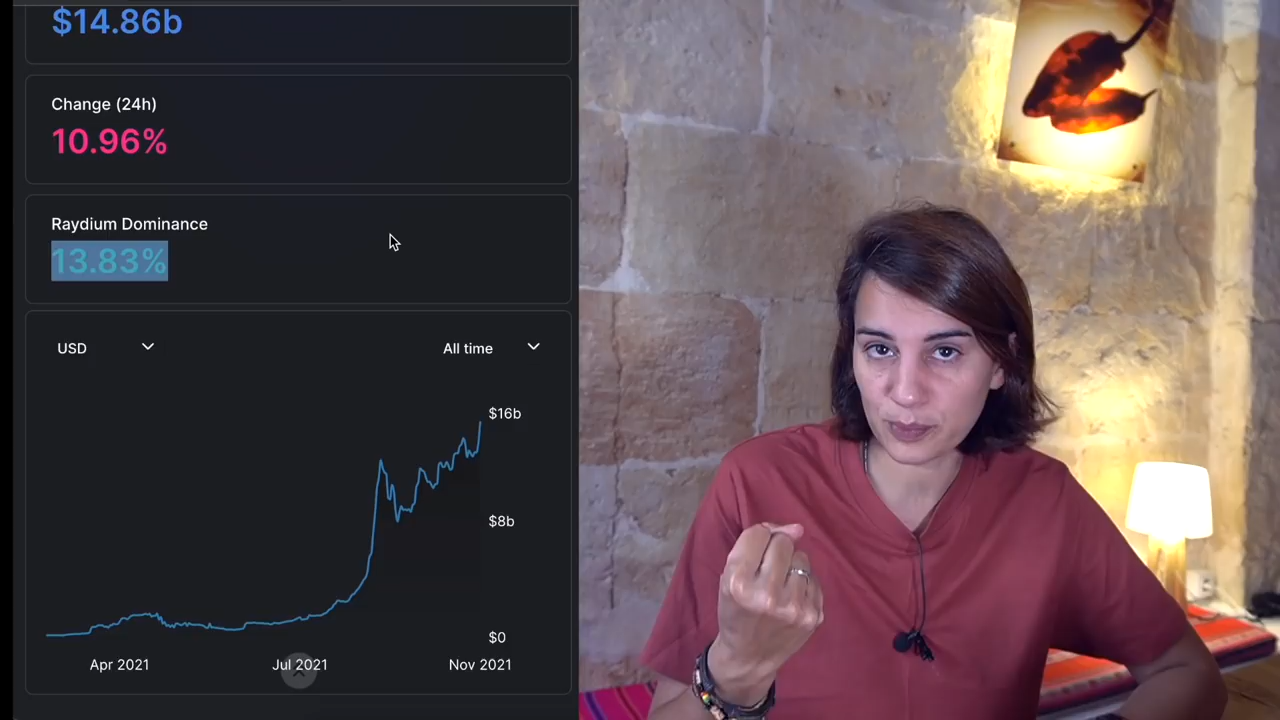 $14.86b
Change (24h)
10.96%
Raydium Dominance
13.83%
USD
All time
$16b
$8b
$0
Apr 2021
Jul 2021
Nov 2021